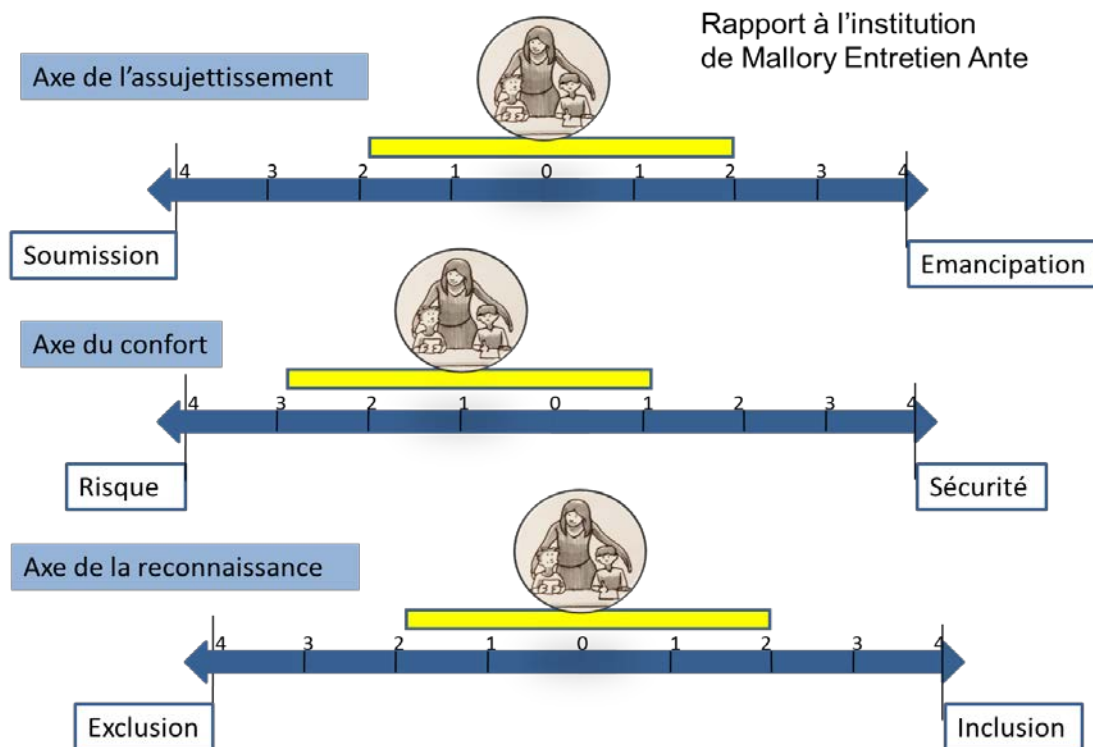 Rapport à l’institution
de Mallory Entretien Ante
Axe de l’assujettissement
4 3 2 1 0 1 2 3 4
Soumission
Emancipation
Axe du confort
4 3 2 1 0 1 2 3 4
Risque
Sécurité
Axe de la reconnaissance
4 3 2 1 0 1 2 3 4
Exclusion
Inclusion